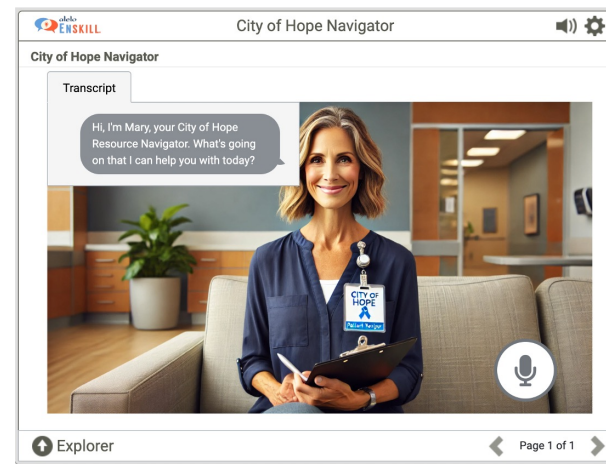 alelo
ENSKILL
City of Hope Navigator
City of Hope Navigator
Transcript
Hi, I'm Mary, your City of Hope
Resource Navigator. What's going
on that I can help you with today?
CITY OF
HOPE
Explorer
Page 1 of 1